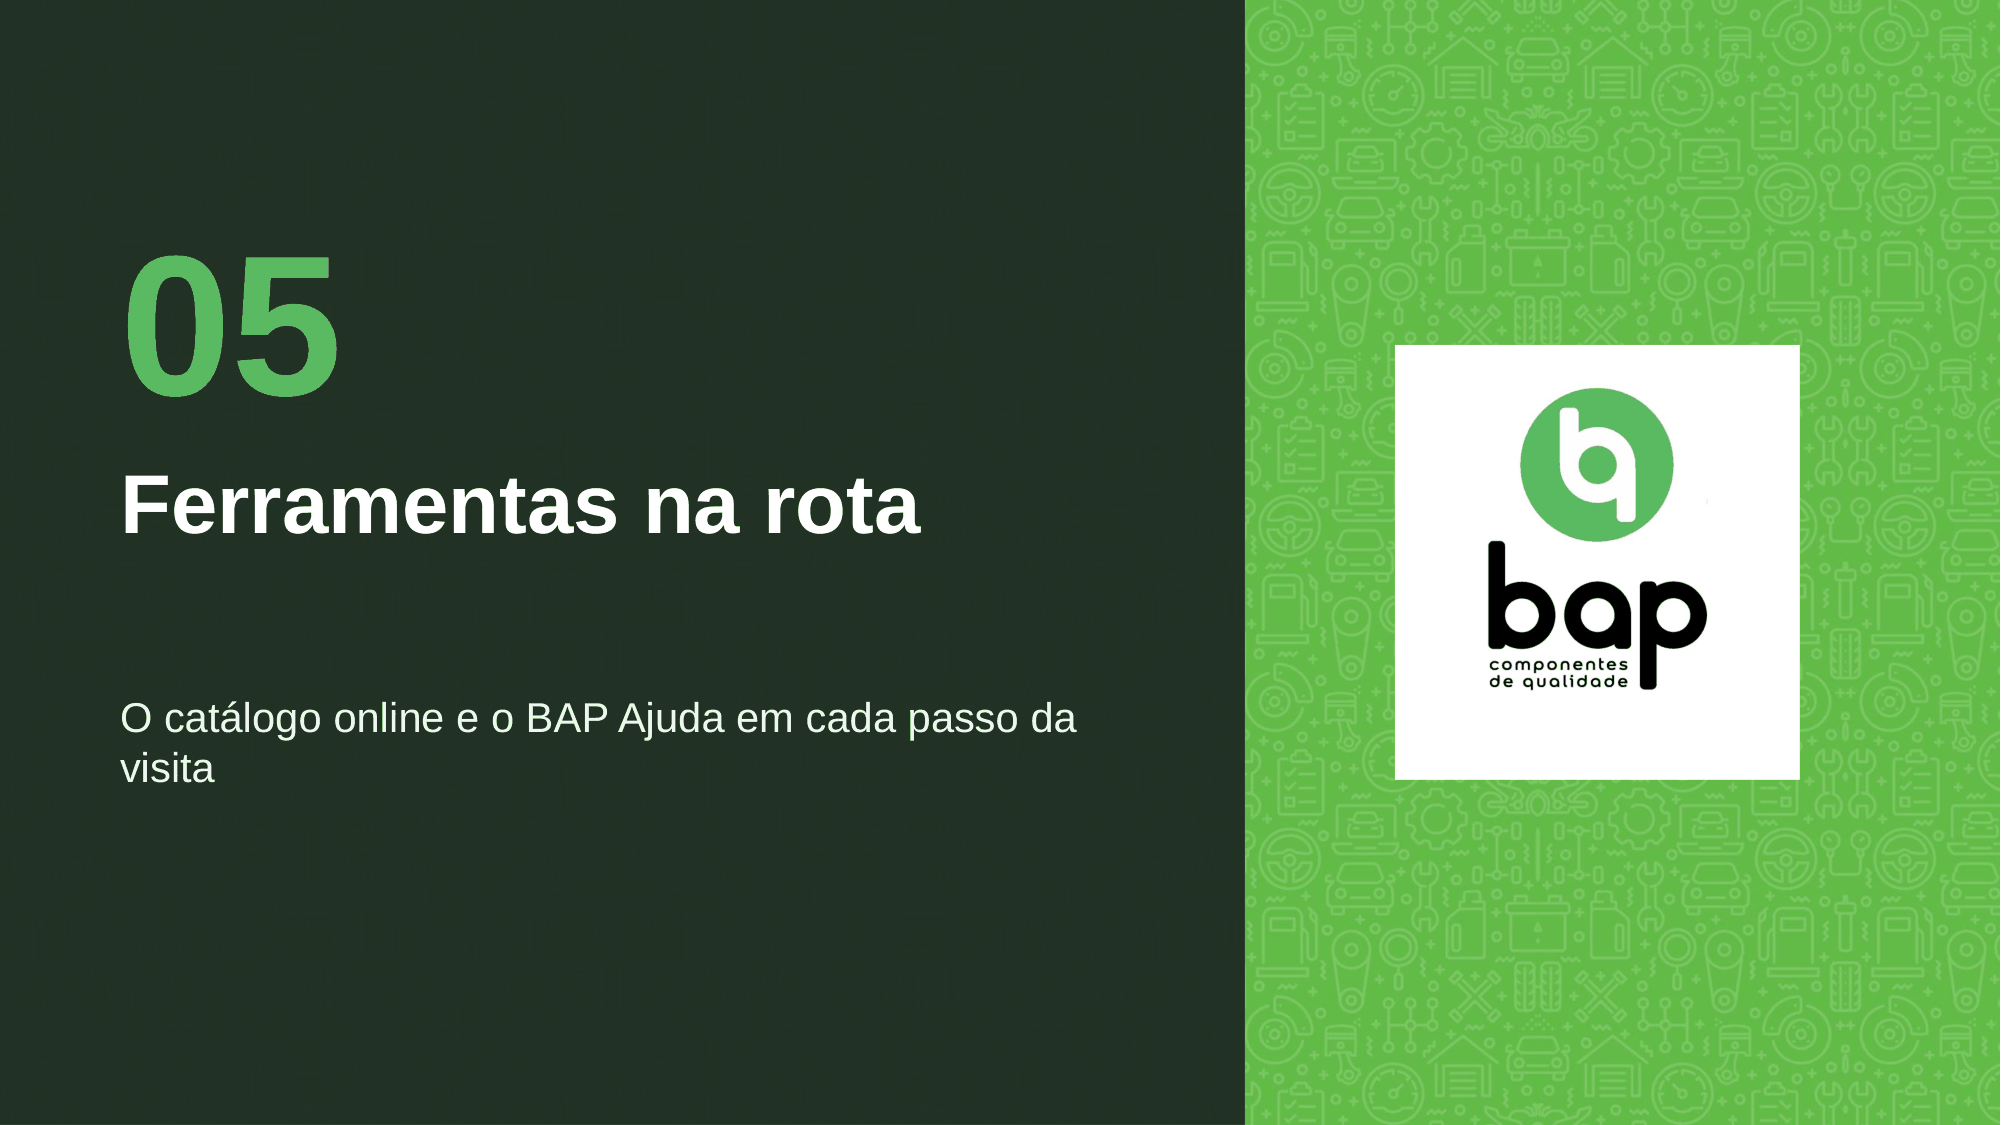 05
Ferramentas na rota
O catálogo online e o BAP Ajuda em cada passo da
visita
bap
componentes
de qualidade